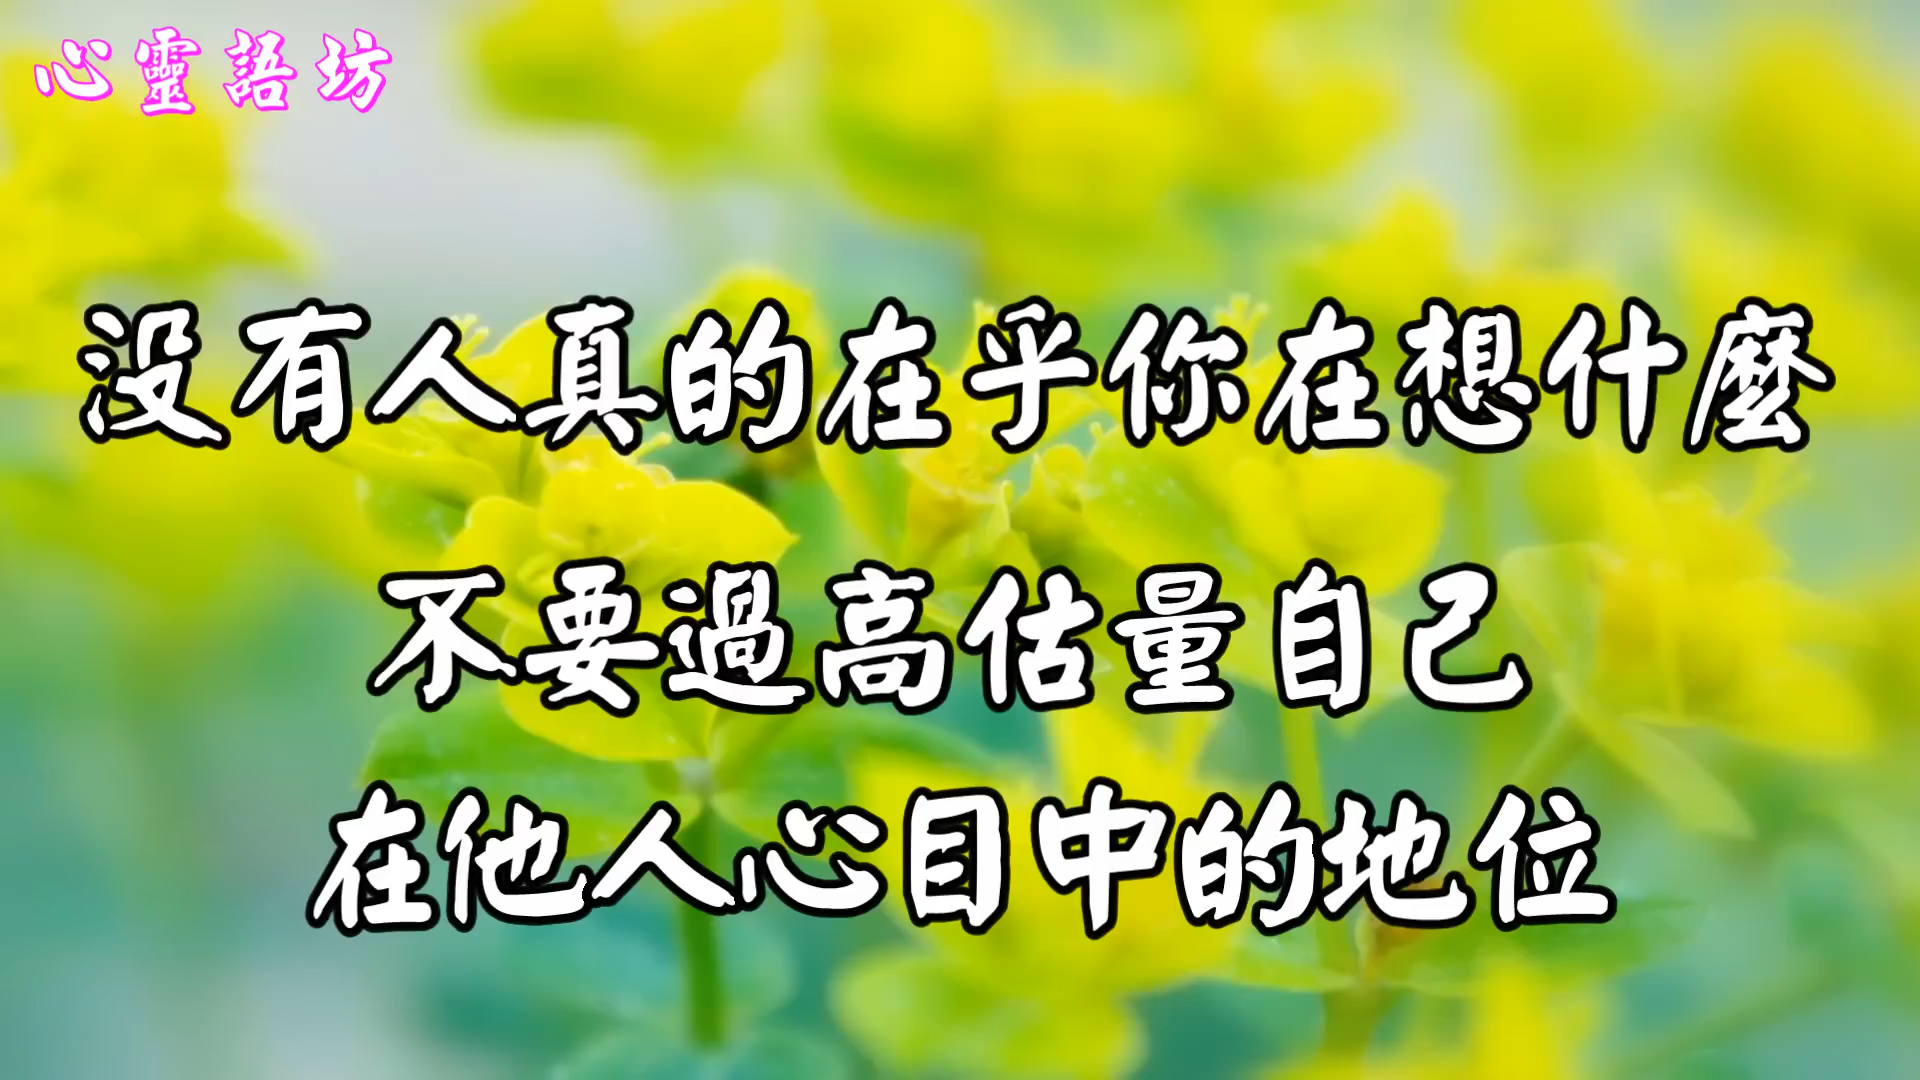 心靈語坊
没有人真的在乎你在想什麼
不要過高估量自己
在他人心目中的地位